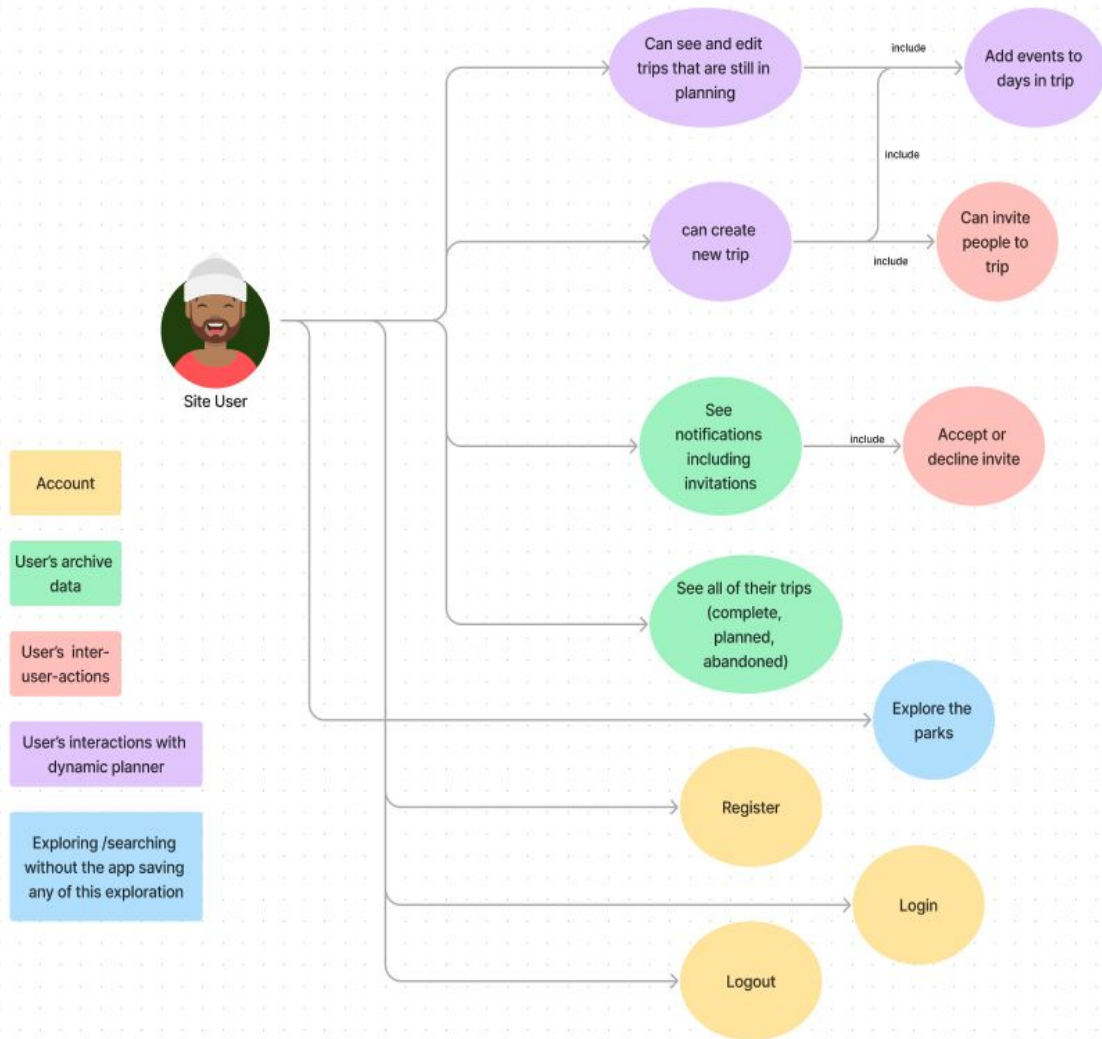 Can see and edit
trips that are still in
planning
include
Add events to
days in trip
include
can create
new trip
include
Can invite
people to
trip
Site User
See
notifications
including
invitations
include
Accept or
decline invite
Account
User's archive
data
User's inter-
user-actions
User's interactions with
dynamic planner
Exploring /searching
without the app saving
any of this exploration
See all of their trips
(complete,
planned,
abandoned)
Explore the
parks
Register
Login
Logout